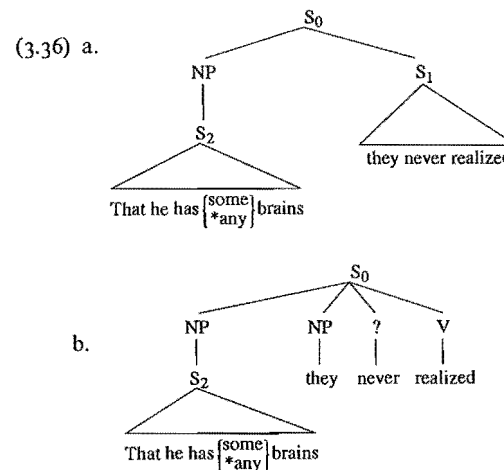 (3.36) a.
S₀
NP S₁
S₂
they never realized
That he has {some / *any} brains
b.
S₀
NP NP ? V
S₂ they never realized
That he has {some / *any} brains